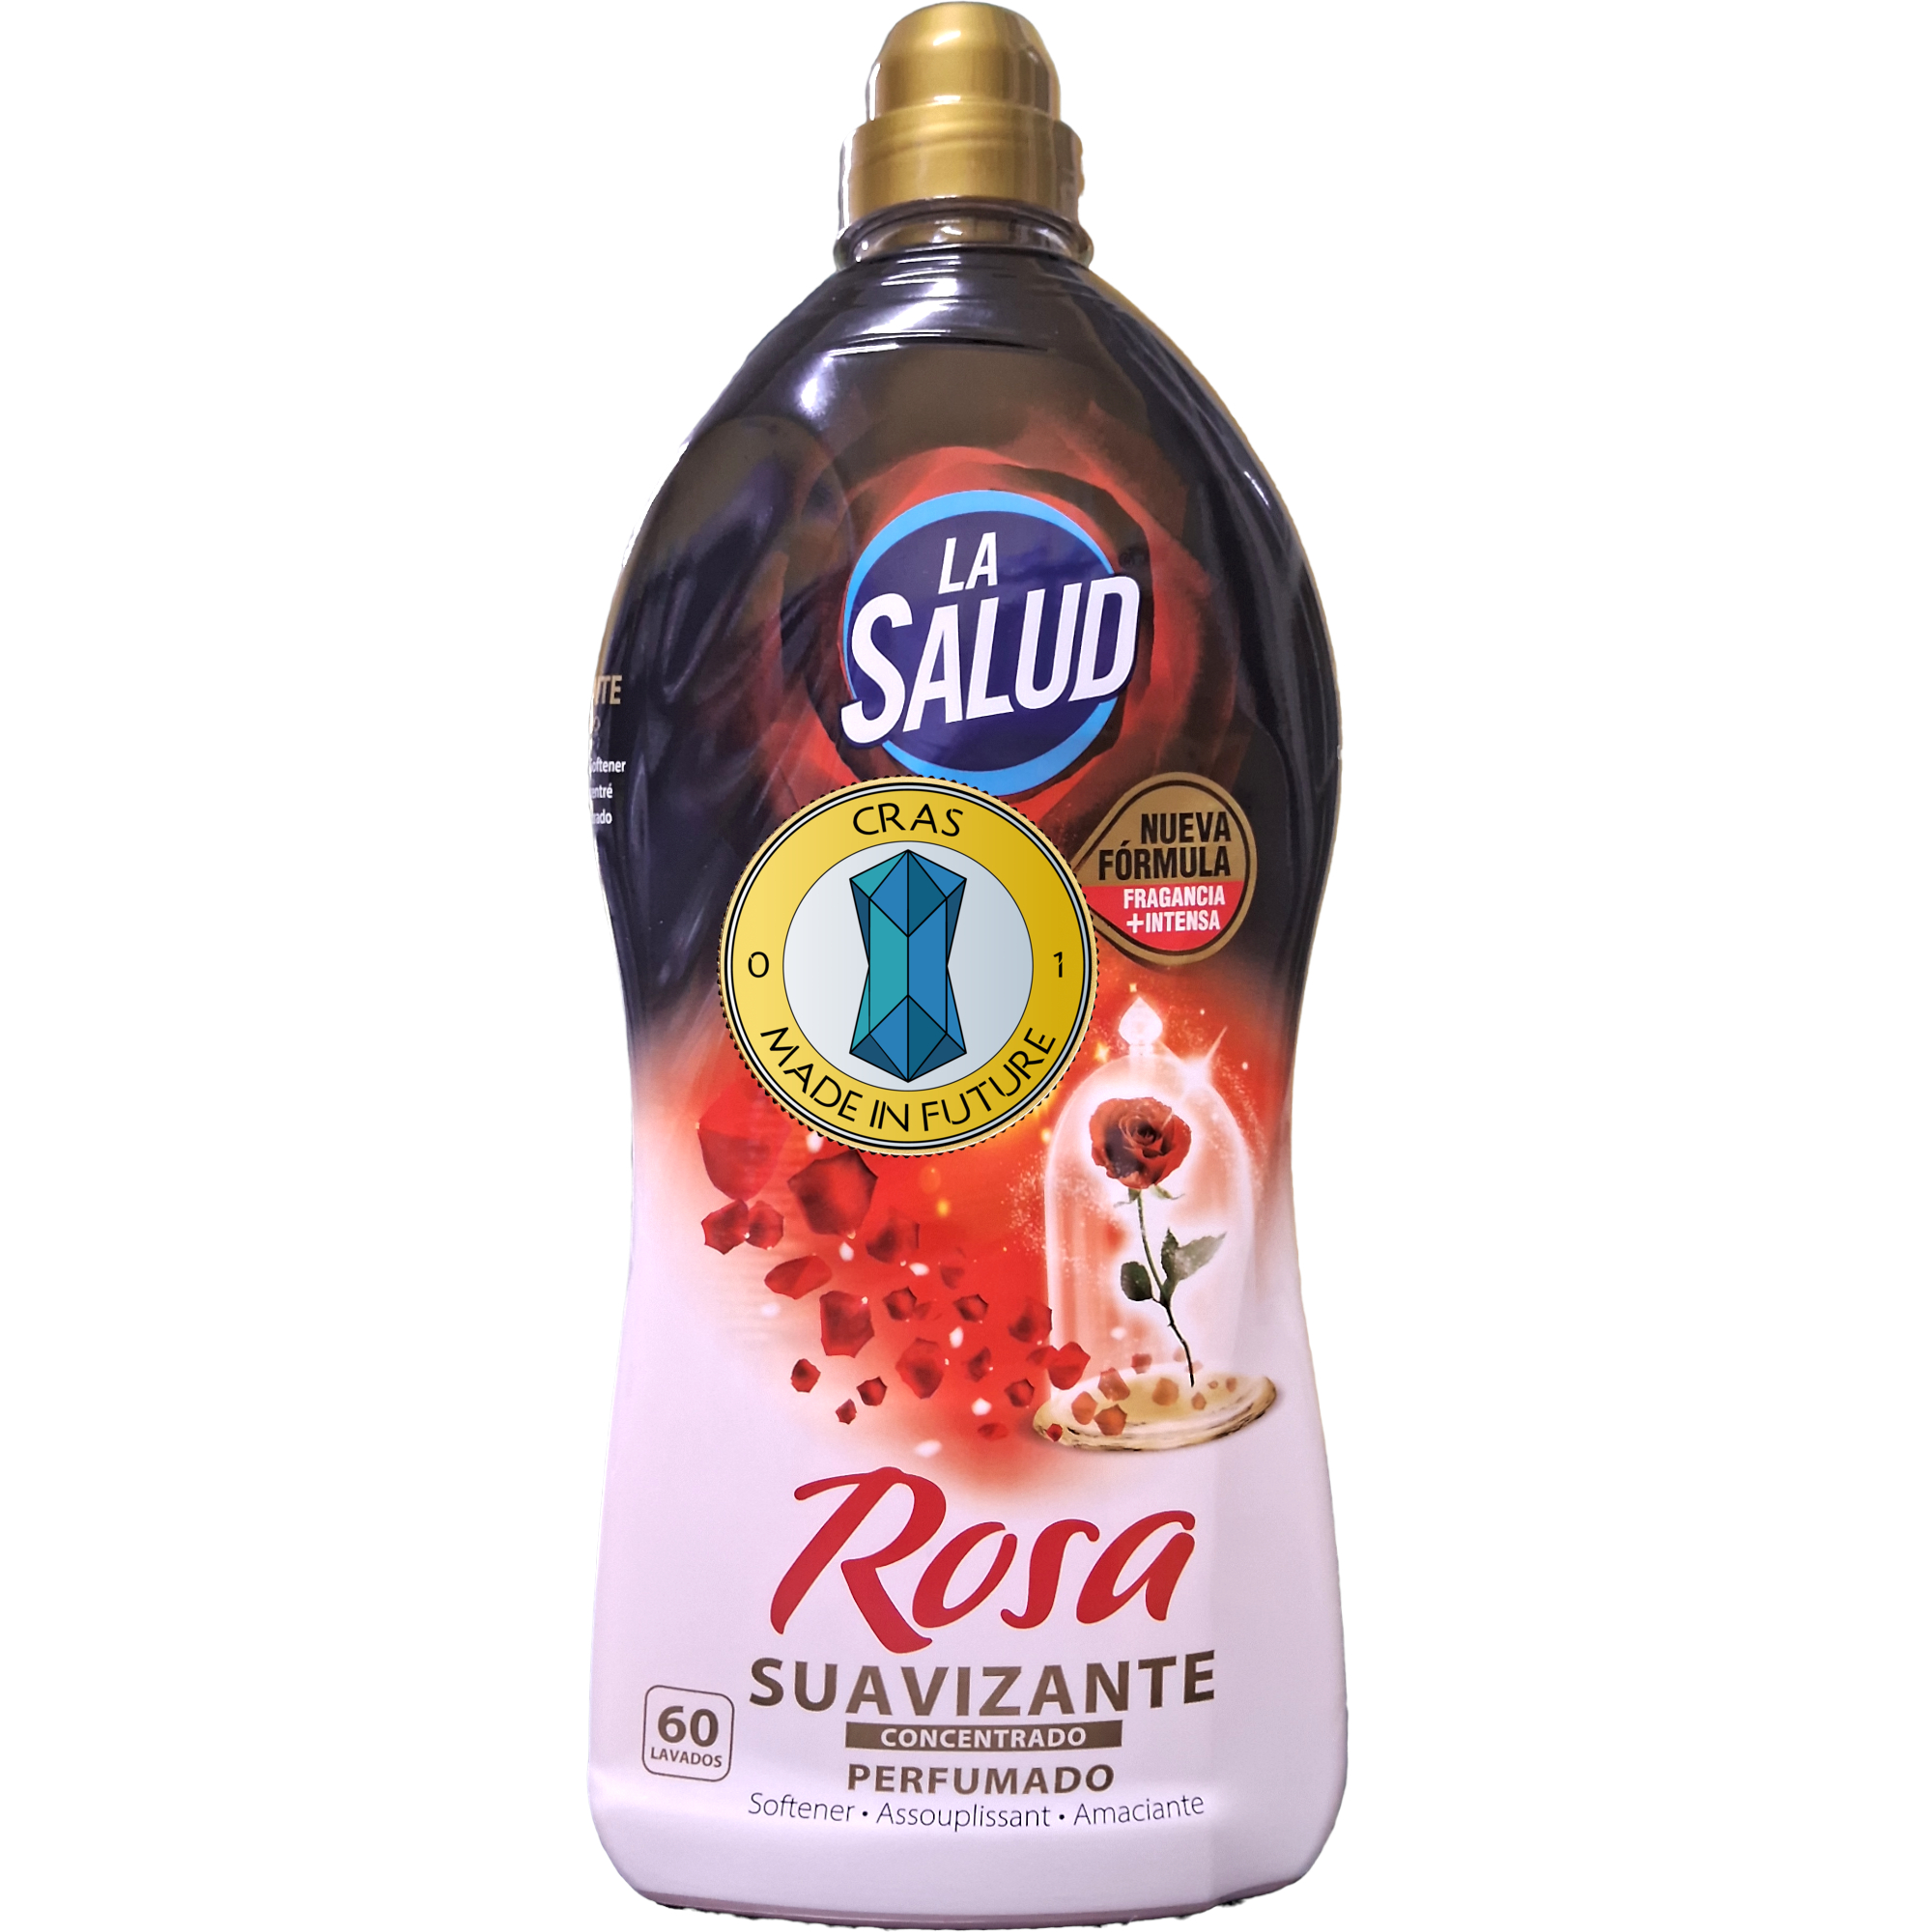 LA
SALUD
NUEVA
FÓRMULA
FRAGANCIA
+INTENSA
CRAS
0 1
MADE IN FUTURE
Softener
Rosa
SUAVIZANTE
CONCENTRADO
PERFUMADO
Softener • Assouplissant • Amaciante
60
LAVADOS